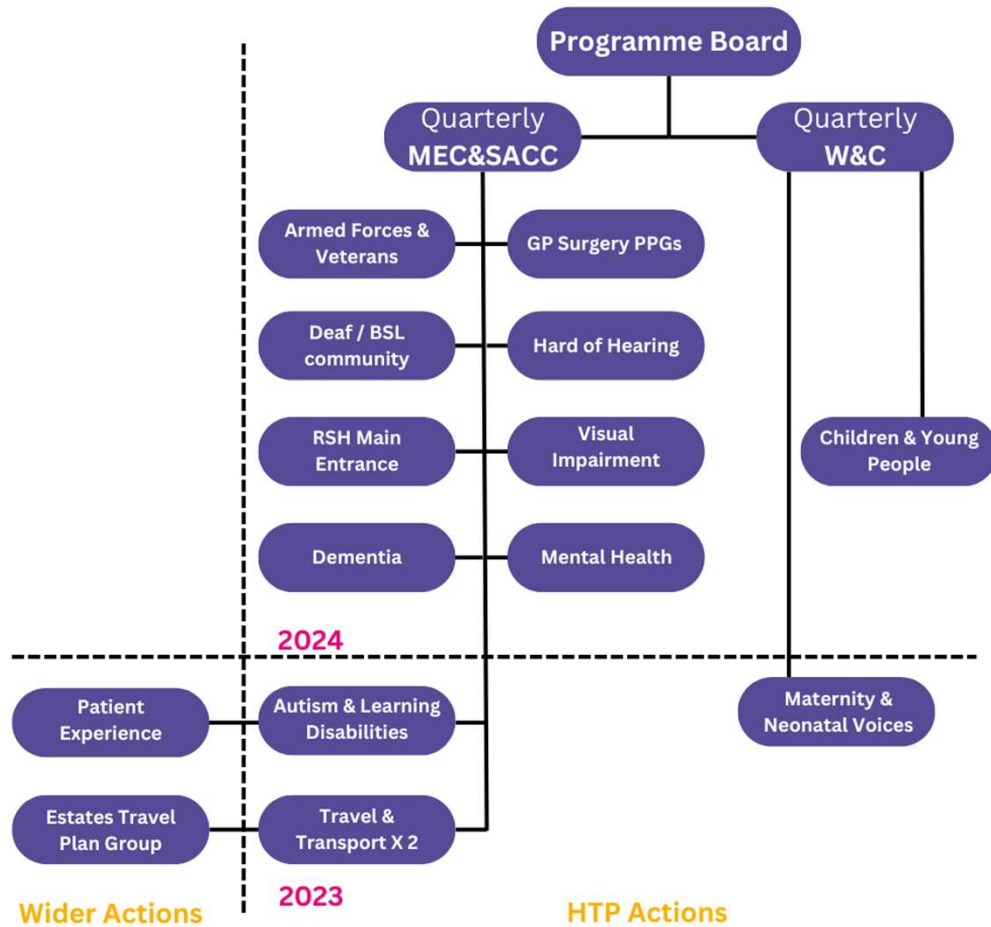 Programme Board
Quarterly
MEC&SACC
Quarterly
W&C
Armed Forces &
Veterans
GP Surgery PPGs
Deaf / BSL
community
Hard of Hearing
RSH Main
Entrance
Visual
Impairment
Children & Young
People
Dementia
Mental Health
2024
Patient
Experience
Autism & Learning
Disabilities
Maternity &
Neonatal Voices
Estates Travel
Plan Group
Travel &
Transport X 2
2023
Wider Actions
HTP Actions